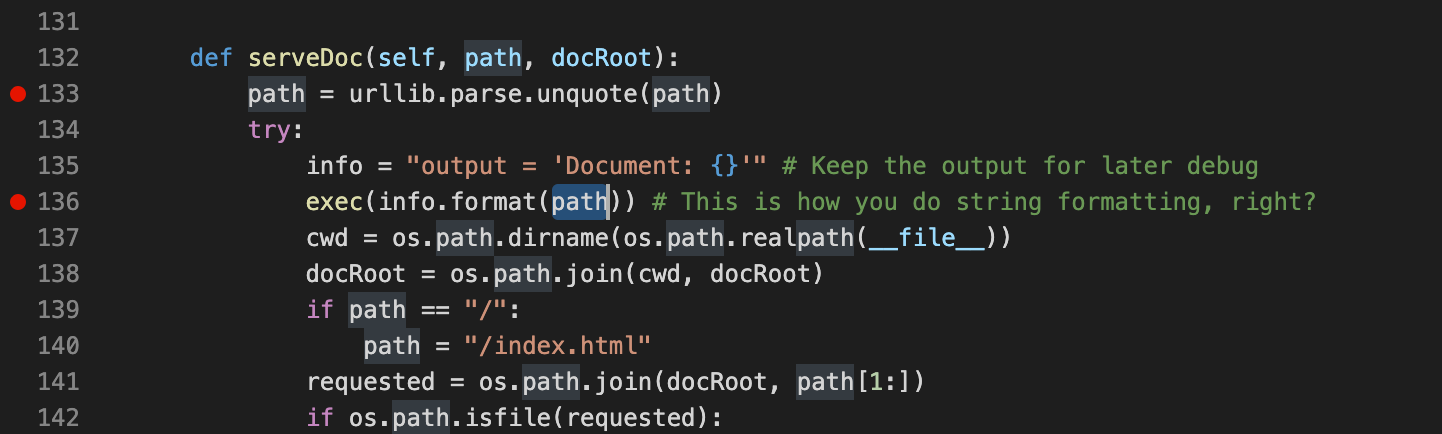 131
132 def serveDoc(self, path, docRoot):
133 path = urllib.parse.unquote(path)
134 try:
135 info = "output = 'Document: {}'" # Keep the output for later debug
136 exec(info.format(path)) # This is how you do string formatting, right?
137 cwd = os.path.dirname(os.path.realpath(__file__))
138 docRoot = os.path.join(cwd, docRoot)
139 if path == "/":
140 path = "/index.html"
141 requested = os.path.join(docRoot, path[1:])
142 if os.path.isfile(requested):